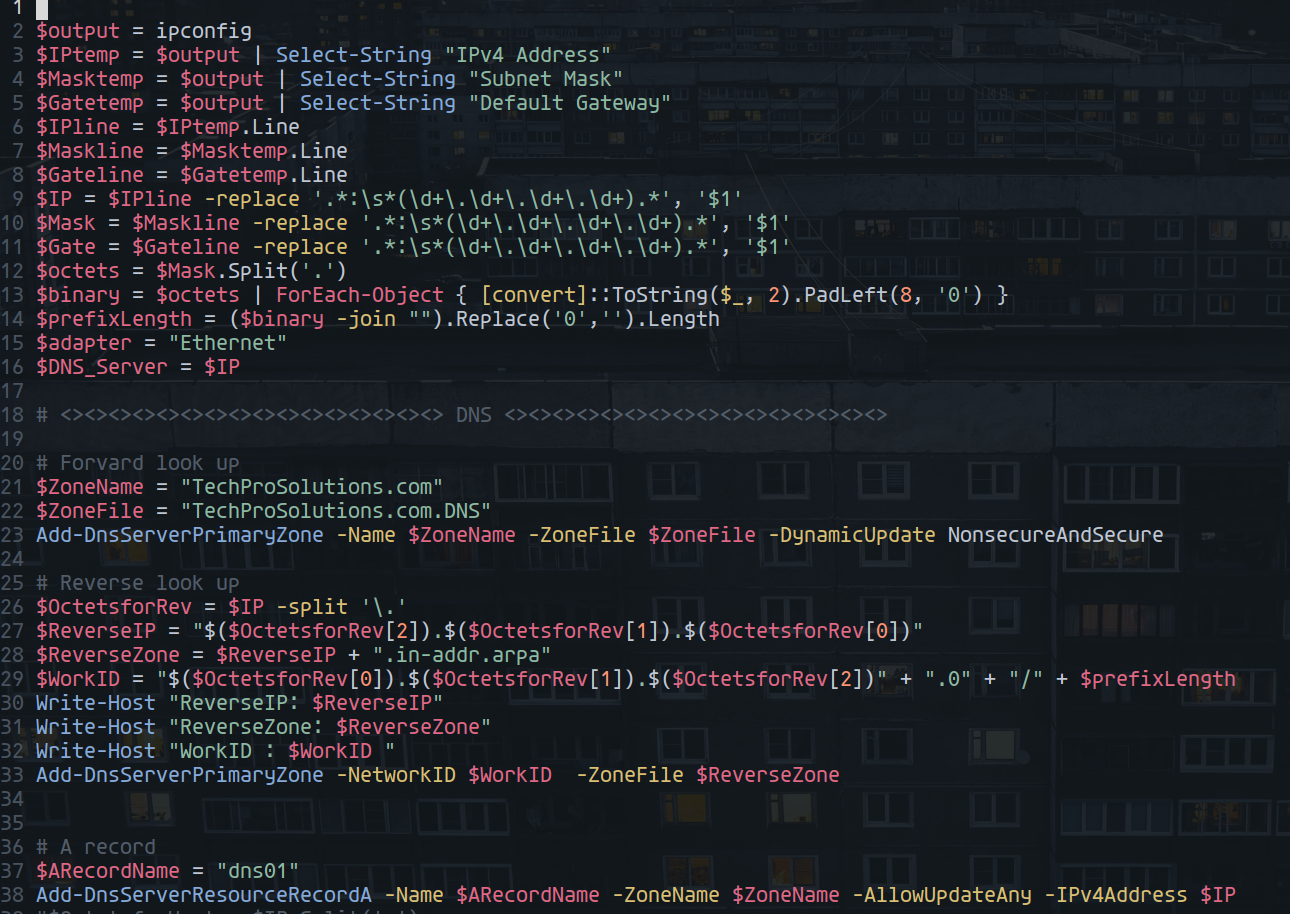 1
2 $output = ipconfig
3 $IPtemp = $output | Select-String "IPv4 Address"
4 $Masktemp = $output | Select-String "Subnet Mask"
5 $Gatetemp = $output | Select-String "Default Gateway"
6 $IPline = $IPtemp.Line
7 $Maskline = $Masktemp.Line
8 $Gateline = $Gatetemp.Line
9 $IP = $IPline -replace '.*:\s*(\d+\.\d+\.\d+\.\d+).*', '$1'
10 $Mask = $Maskline -replace '.*:\s*(\d+\.\d+\.\d+\.\d+).*', '$1'
11 $Gate = $Gateline -replace '.*:\s*(\d+\.\d+\.\d+\.\d+).*', '$1'
12 $octets = $Mask.Split('.')
13 $binary = $octets | ForEach-Object { [convert]::ToString($_, 2).PadLeft(8, '0') }
14 $prefixLength = ($binary -join "").Replace('0','').Length
15 $adapter = "Ethernet"
16 $DNS_Server = $IP
17
18 # <><><><><><><><><><><><><><><><> DNS <><><><><><><><><><><><><><><><>
19
20 # Forvard look up
21 $ZoneName = "TechProSolutions.com"
22 $ZoneFile = "TechProSolutions.com.DNS"
23 Add-DnsServerPrimaryZone -Name $ZoneName -ZoneFile $ZoneFile -DynamicUpdate NonsecureAndSecure
24
25 # Reverse look up
26 $OctetsforRev = $IP -split '\.'
27 $ReverseIP = "$($OctetsforRev[2]).$($OctetsforRev[1]).$($OctetsforRev[0])"
28 $ReverseZone = $ReverseIP + ".in-addr.arpa"
29 $WorkID = "$($OctetsforRev[0]).$($OctetsforRev[1]).$($OctetsforRev[2])" + ".0" + "/" + $prefixLength
30 Write-Host "ReverseIP: $ReverseIP"
31 Write-Host "ReverseZone: $ReverseZone"
32 Write-Host "WorkID : $WorkID "
33 Add-DnsServerPrimaryZone -NetworkID $WorkID  -ZoneFile $ReverseZone
34
35
36 # A record
37 $ARecordName = "dns01"
38 Add-DnsServerResourceRecordA -Name $ARecordName -ZoneName $ZoneName -AllowUpdateAny -IPv4Address $IP